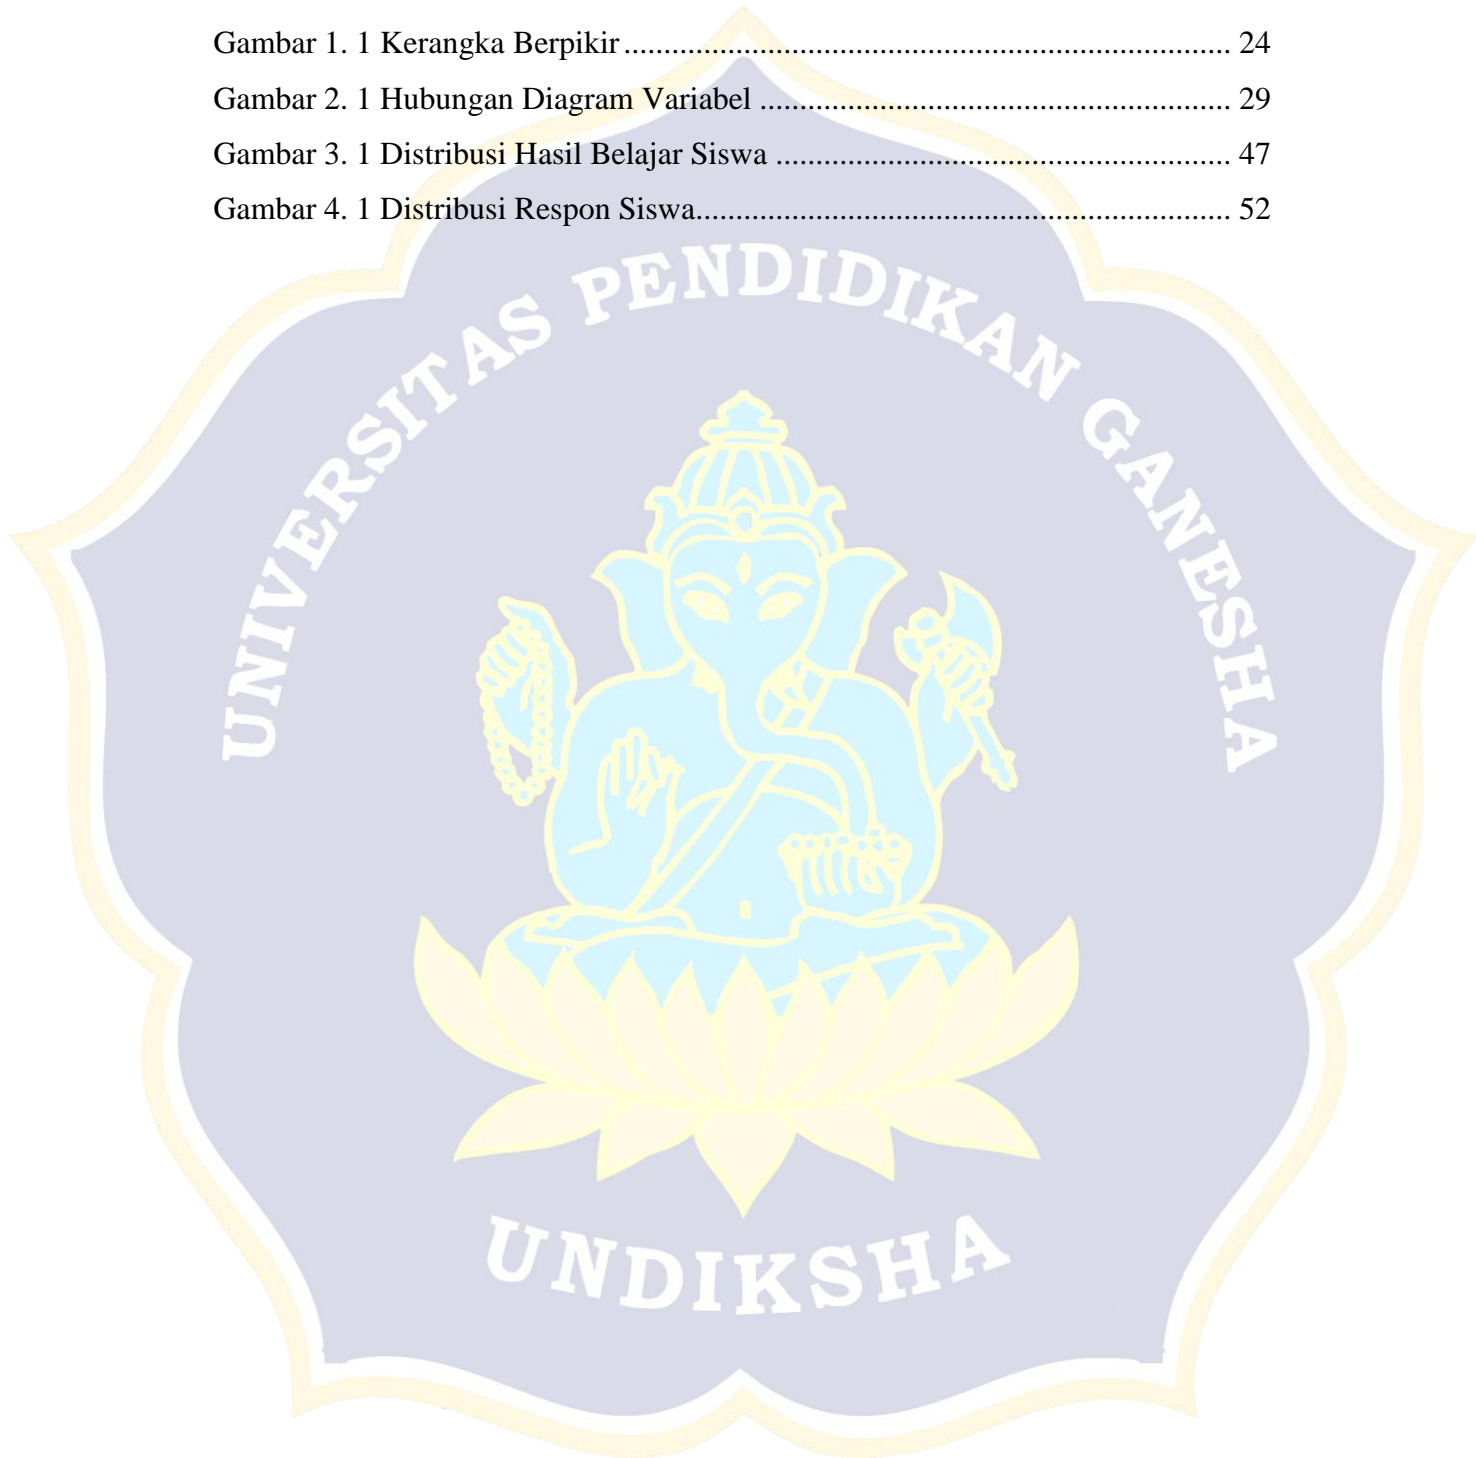 Gambar 1. 1 Kerangka Berpikir........................................................................... 24
Gambar 2. 1 Hubungan Diagram Variabel .......................................................... 29
Gambar 3. 1 Distribusi Hasil Belajar Siswa ........................................................ 47
Gambar 4. 1 Distribusi Respon Siswa.................................................................. 52
UNIVERSITAS PENDIDIKAN GANESHA
UNDIKSHA